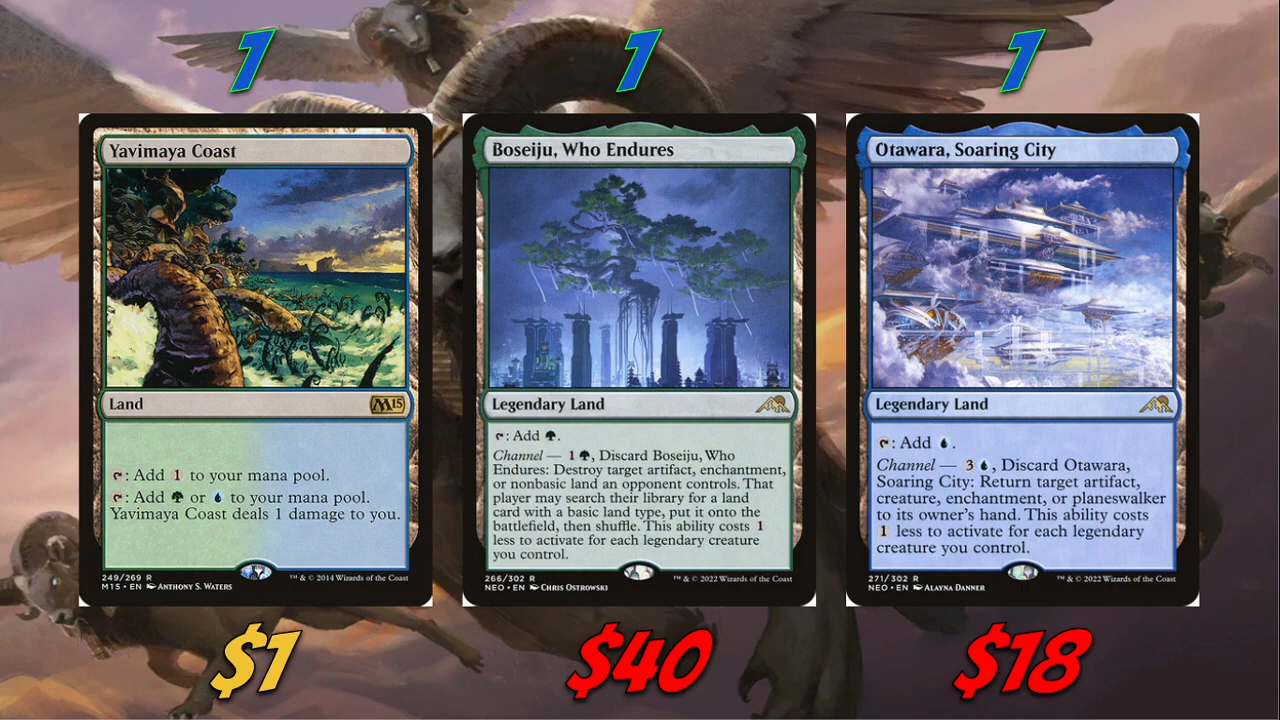 1
1
1
Yavimaya Coast
Land
M15
: Add 1 to your mana pool.
: Add or to your mana pool.
Yavimaya Coast deals 1 damage to you.
249/269 R
M15 • EN Anthony S. Waters
™ & © 2014 Wizards of the Coast
$1
Boseiju, Who Endures
Legendary Land
: Add .
Channel — 1 , Discard Boseiju, Who
Endures: Destroy target artifact, enchantment,
or nonbasic land an opponent controls. That
player may search their library for a land
card with a basic land type, put it onto the
battlefield, then shuffle. This ability costs 1
less to activate for each legendary creature
you control.
266/302 R
NEO • EN Chris Ostrowski
™ & © 2022 Wizards of the Coast
$40
Otawara, Soaring City
Legendary Land
: Add .
Channel — 3 , Discard Otawara,
Soaring City: Return target artifact,
creature, enchantment, or planeswalker
to its owner's hand. This ability costs
1 less to activate for each legendary
creature you control.
271/302 R
NEO • EN Alayna Danner
™ & © 2022 Wizards of the Coast
$18